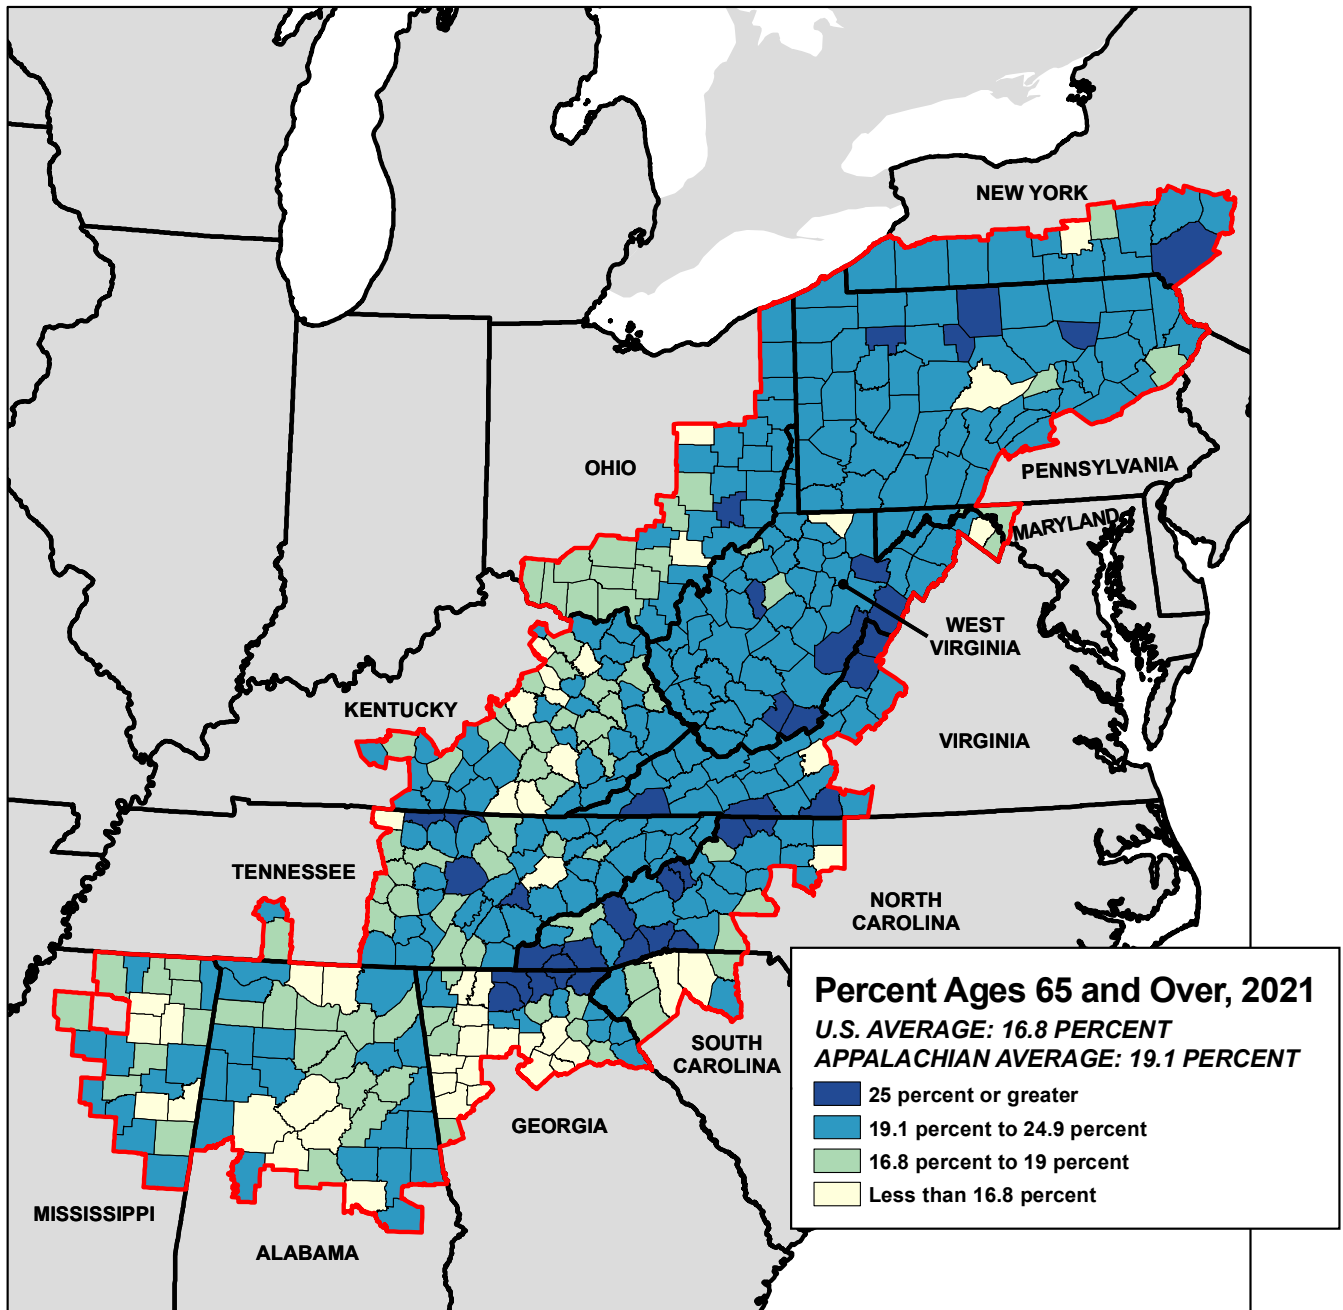 NEW YORK
OHIO
PENNSYLVANIA
MARYLAND
WEST
VIRGINIA
KENTUCKY
VIRGINIA
TENNESSEE
NORTH
CAROLINA
SOUTH
CAROLINA
GEORGIA
MISSISSIPPI
ALABAMA
Percent Ages 65 and Over, 2021
U.S. AVERAGE: 16.8 PERCENT
APPALACHIAN AVERAGE: 19.1 PERCENT
25 percent or greater
19.1 percent to 24.9 percent
16.8 percent to 19 percent
Less than 16.8 percent